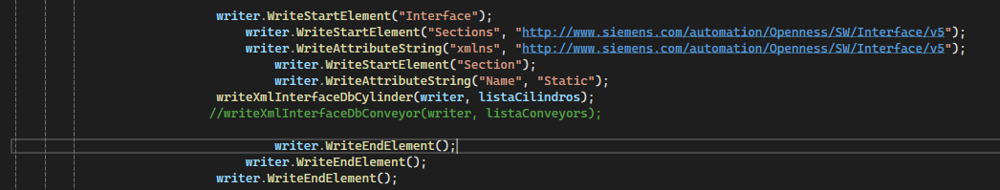 writer.WriteStartElement("Interface");
writer.WriteStartElement("Sections", "http://www.siemens.com/automation/Openness/SW/Interface/v5");
writer.WriteAttributeString("xmlns", "http://www.siemens.com/automation/Openness/SW/Interface/v5");
writer.WriteStartElement("Section");
writer.WriteAttributeString("Name", "Static");
writeXmlInterfaceDbCylinder(writer, listaCilindros);
//writeXmlInterfaceDbConveyor(writer, listaConveyors);
writer.WriteEndElement();
writer.WriteEndElement();
writer.WriteEndElement();